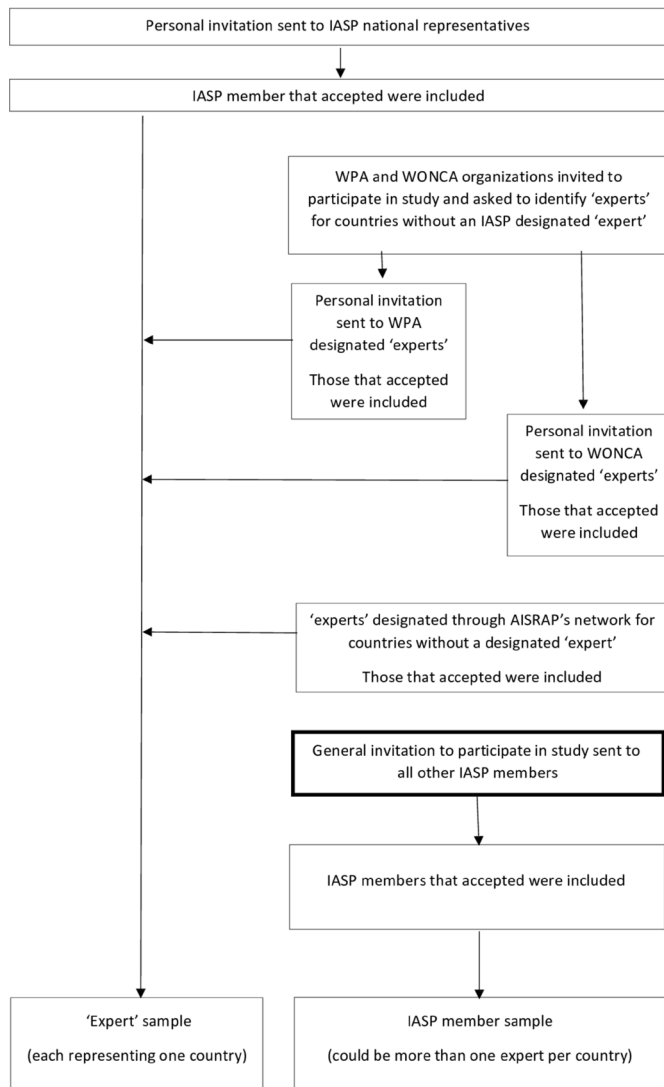 Personal invitation sent to IASP national representatives
IASP member that accepted were included
WPA and WONCA organizations invited to
participate in study and asked to identify ‘experts’
for countries without an IASP designated ‘expert’
Personal invitation
sent to WPA
designated ‘experts’
Those that accepted
were included
Personal invitation
sent to WONCA
designated ‘experts’
Those that accepted
were included
‘experts’ designated through AISRAP’s network for
countries without a designated ‘expert’
Those that accepted were included
General invitation to participate in study sent to
all other IASP members
IASP members that accepted were included
‘Expert’ sample
(each representing one country)
IASP member sample
(could be more than one expert per country)